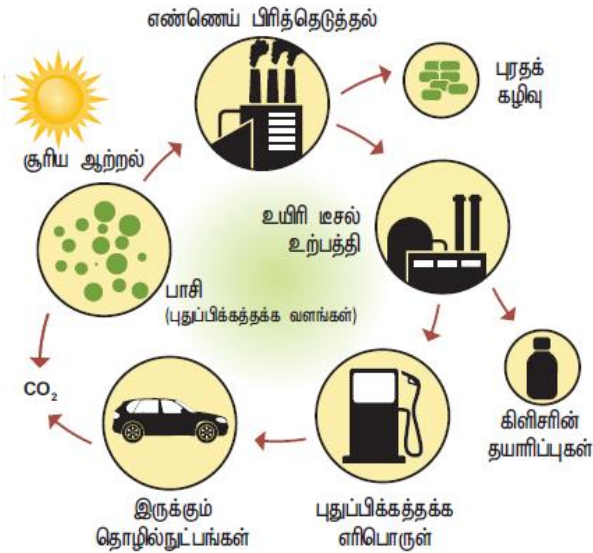 எண்ணெய் பிரித்தெடுத்தல்
புரதக்
கழிவு
சூரிய ஆற்றல்
உயிரி டீசல்
உற்பத்தி
பாசி
(புதுப்பிக்கத்தக்க வளங்கள்)
CO₂
கிளிசரின்
தயாரிப்புகள்
இருக்கும்
தொழில்நுட்பங்கள்
புதுப்பிக்கத்தக்க
எரிபொருள்